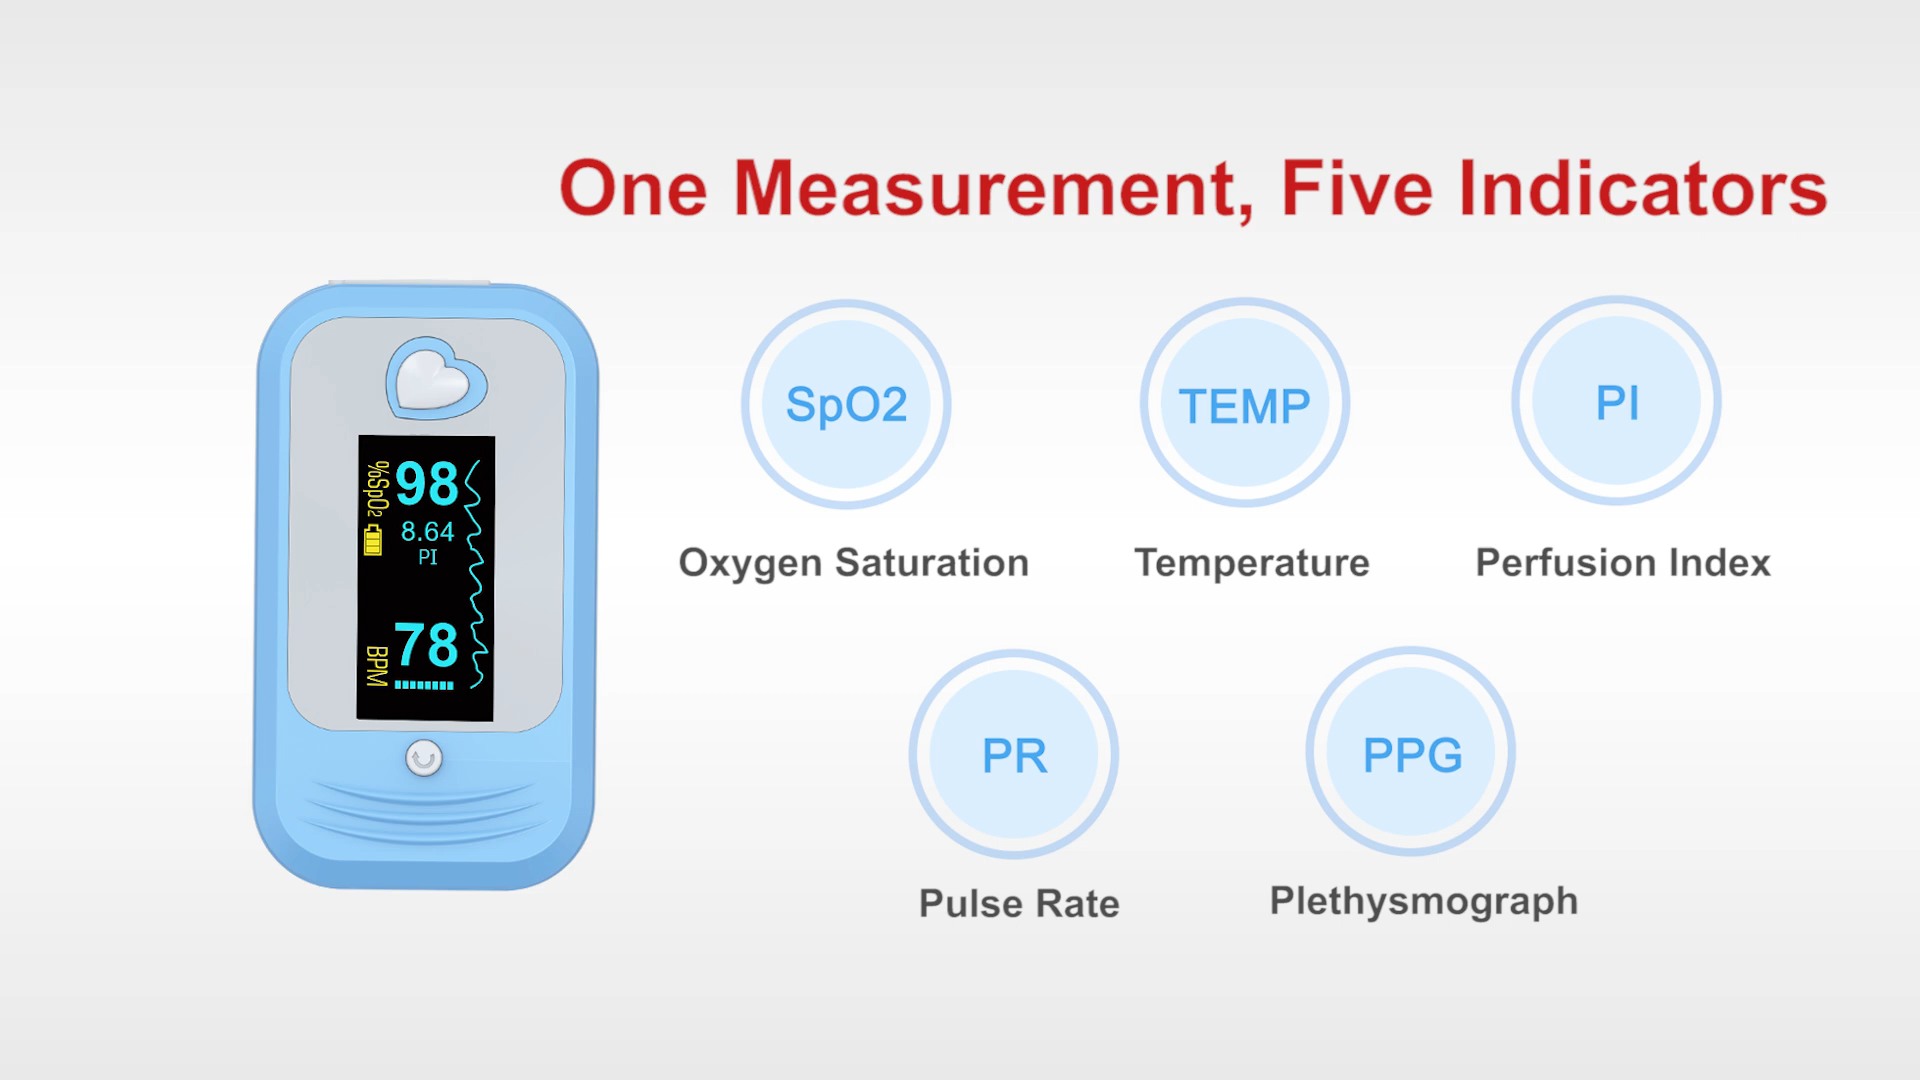 One Measurement, Five Indicators
%SpO2
98
8.64
PI
78
BPM
SpO2
TEMP
PI
Oxygen Saturation
Temperature
Perfusion Index
PR
PPG
Pulse Rate
Plethysmograph